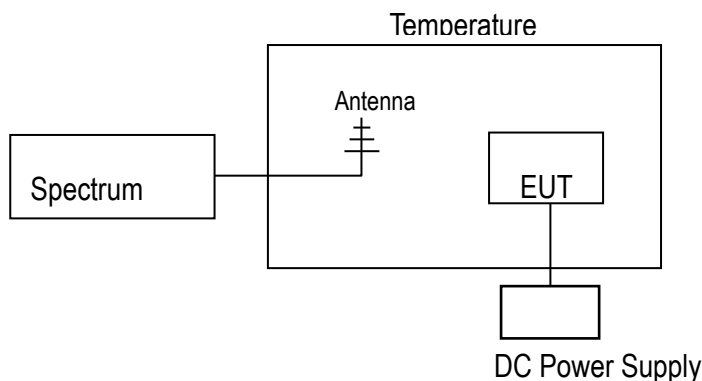 Temperature
Antenna
Spectrum
EUT
DC Power Supply